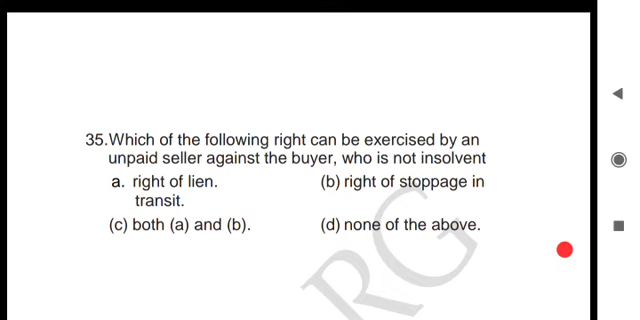 35.Which of the following right can be exercised by an
unpaid seller against the buyer, who is not insolvent
a. right of lien. (b) right of stoppage in
transit.
(c) both (a) and (b). (d) none of the above.
RG